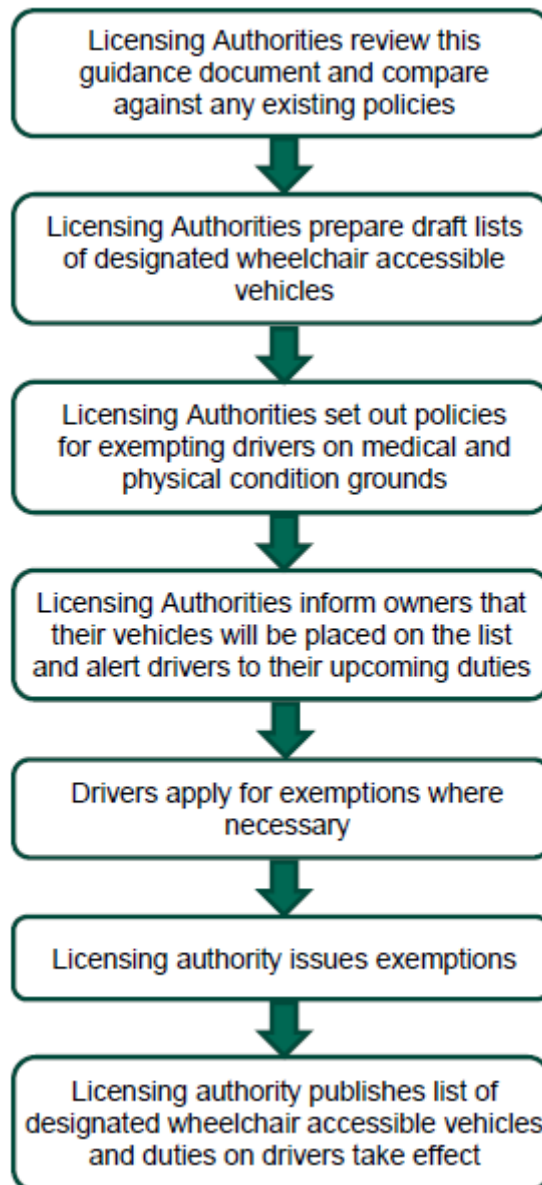 Licensing Authorities review this
guidance document and compare
against any existing policies
Licensing Authorities prepare draft lists
of designated wheelchair accessible
vehicles
Licensing Authorities set out policies
for exempting drivers on medical and
physical condition grounds
Licensing Authorities inform owners that
their vehicles will be placed on the list
and alert drivers to their upcoming duties
Drivers apply for exemptions where
necessary
Licensing authority issues exemptions
Licensing authority publishes list of
designated wheelchair accessible vehicles
and duties on drivers take effect